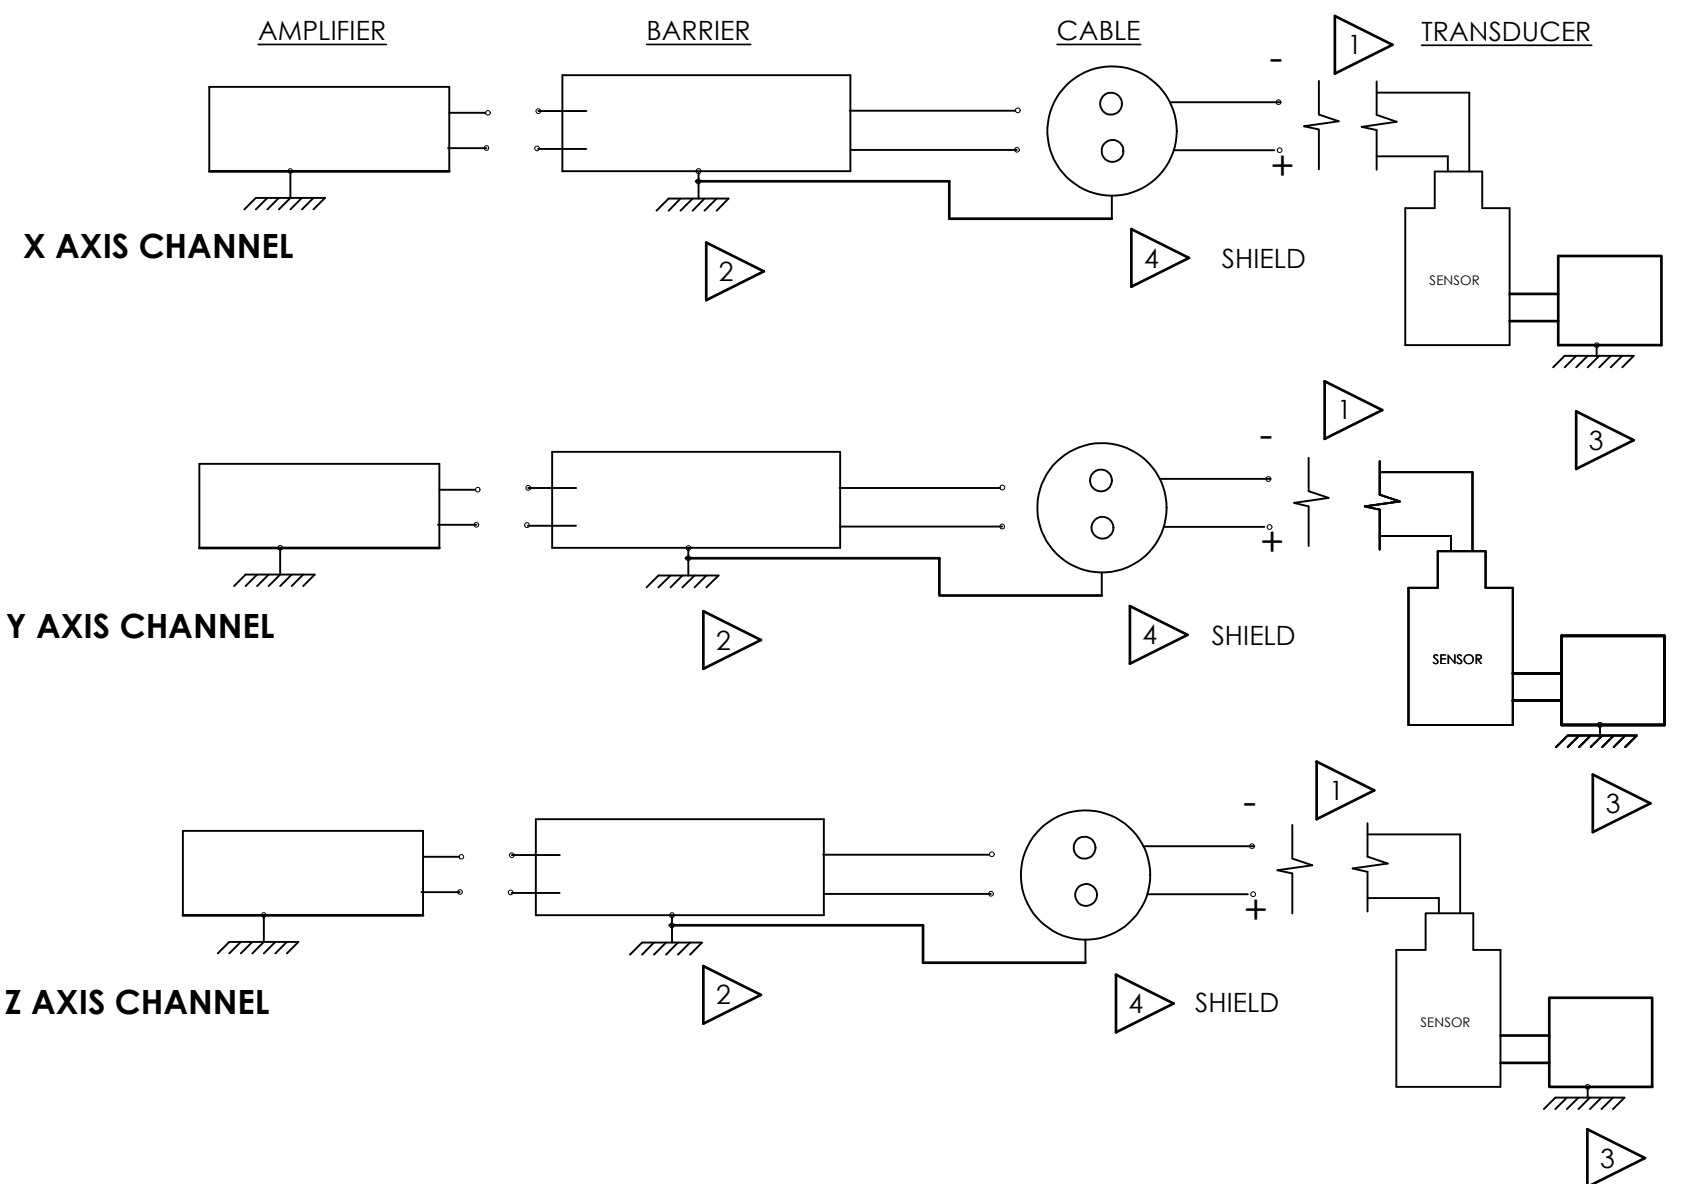 AMPLIFIER
BARRIER
CABLE
1
TRANSDUCER
-
+
X AXIS CHANNEL
2
4
SHIELD
SENSOR
3
1
-
+
Y AXIS CHANNEL
2
4
SHIELD
SENSOR
3
1
-
+
Z AXIS CHANNEL
2
4
SHIELD
SENSOR
3